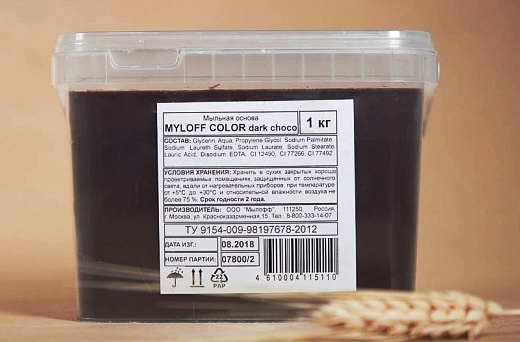 Мыльная основа
MYLOFF COLOR dark choco
1 кг
СОСТАВ: Glycerin, Aqua, Propylene Glycol, Sodium Palmitate,
Sodium Laureth Sulfate, Sodium Laurate, Sodium Stearate,
Lauric Acid, Disodium EDTA, CI 12490, CI 77266, CI 77492
УСЛОВИЯ ХРАНЕНИЯ: Хранить в сухих закрытых хорошо
проветриваемых помещениях, защищенных от солнечного
света, вдали от нагревательных приборов, при температуре
от +5°С до +30°С и относительной влажности воздуха не
более 75 %. Срок годности 2 года.
ПРОИЗВОДИТЕЛЬ: ООО "Мылофф", 111250, Россия,
г. Москва, ул. Красноказарменная, 15 Тел. 8-800-333-14-07
ТУ 9154-009-98197678-2012
ДАТА ИЗГ.: 08.2018
НОМЕР ПАРТИИ: 07800/2
22
PAP
4 610004 115110